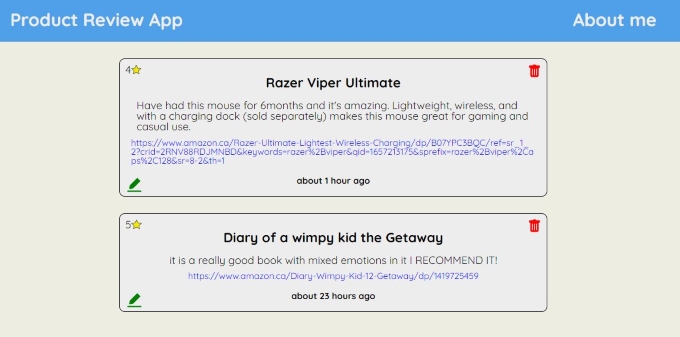 Product Review App
About me
4
Razer Viper Ultimate
Have had this mouse for 6months and it's amazing. Lightweight, wireless, and
with a charging dock (sold separately) makes this mouse great for gaming and
casual use.
https://www.amazon.ca/Razer-Ultimate-Lightest-Wireless-Charging/dp/B07YPC3BQC/ref=sr_1_
2?crid=2RNV88RDJMNBD&keywords=razer%2Bviper&qid=1657213175&sprefix=razer%2Bviper%2Ca
ps%2C128&sr=8-2&th=1
about 1 hour ago
5
Diary of a wimpy kid the Getaway
it is a really good book with mixed emotions in it I RECOMMEND IT!
https://www.amazon.ca/Diary-Wimpy-Kid-12-Getaway/dp/1419725459
about 23 hours ago